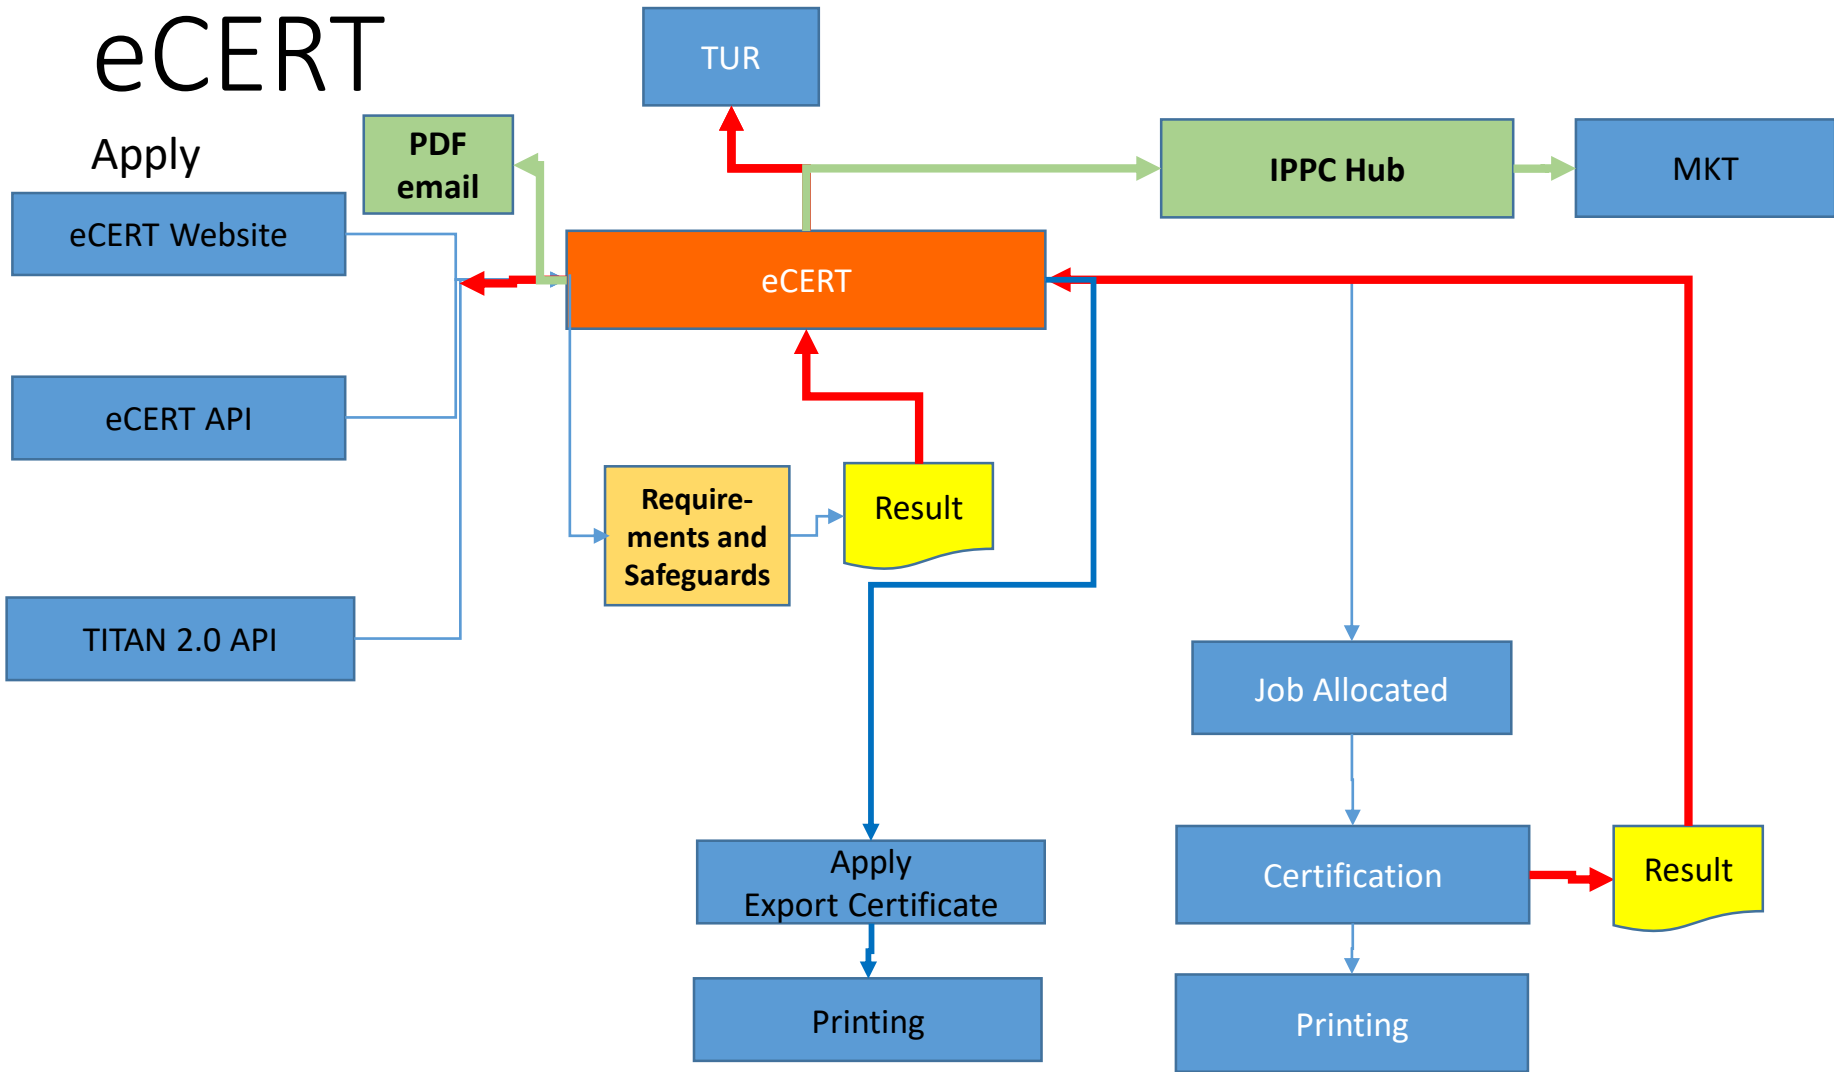 eCERT
TUR
Apply
PDF
email
IPPC Hub
MKT
eCERT Website
eCERT
eCERT API
Require-
ments and
Safeguards
Result
TITAN 2.0 API
Job Allocated
Apply
Export Certificate
Certification
Result
Printing
Printing